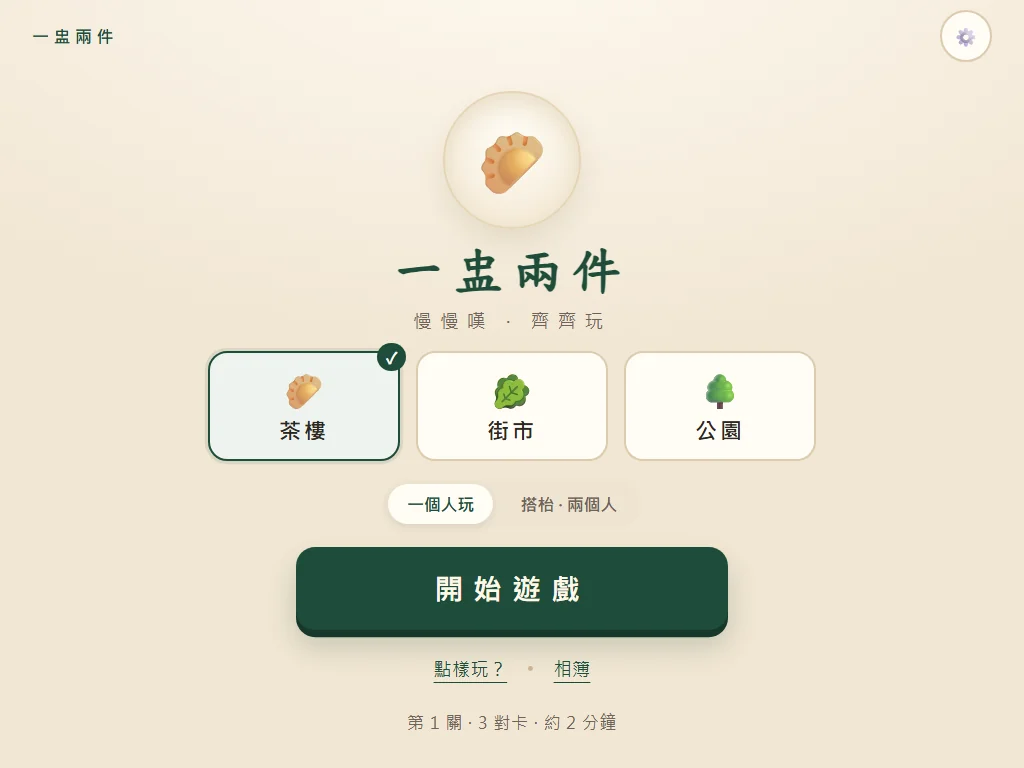 一盅兩件
一盅兩件
慢慢嘆 · 齊齊玩
茶樓
街市
公園
一個人玩
搭枱 · 兩個人
開始遊戲
點樣玩？ • 相簿
第 1 關 · 3 對卡 · 約 2 分鐘